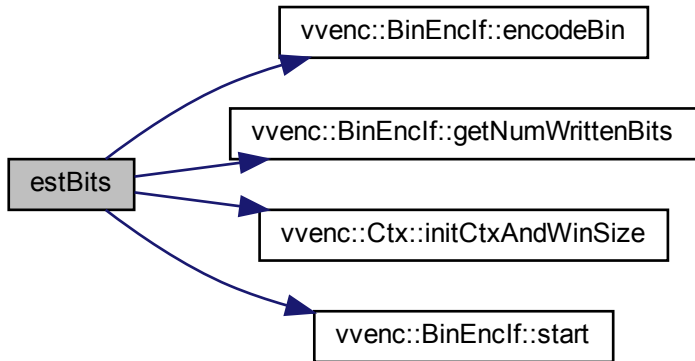 vvenc::BinEncIf::encodeBin
vvenc::BinEncIf::getNumWrittenBits
estBits
vvenc::Ctx::initCtxAndWinSize
vvenc::BinEncIf::start